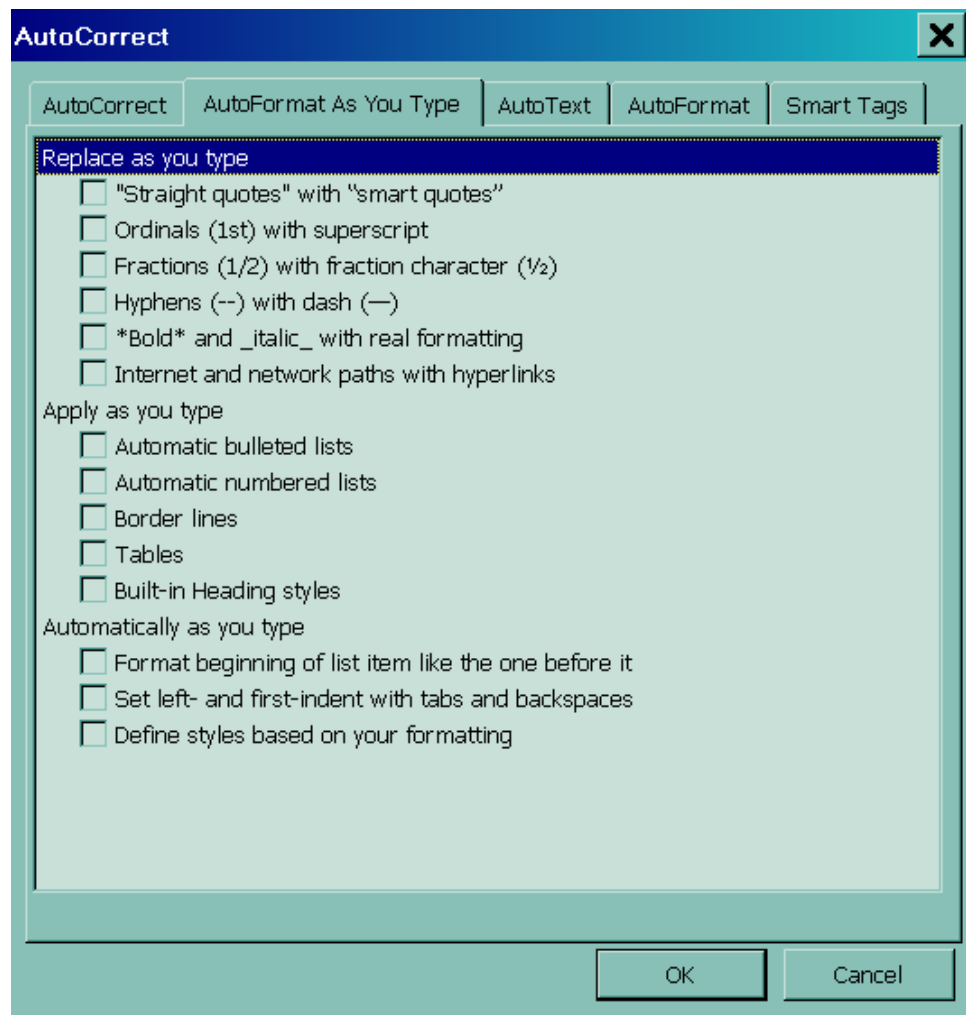 AutoCorrect
AutoCorrect AutoFormat As You Type AutoText AutoFormat Smart Tags
Replace as you type
"Straight quotes" with “smart quotes”
Ordinals (1st) with superscript
Fractions (1/2) with fraction character (½)
Hyphens (--) with dash (—)
*Bold* and _italic_ with real formatting
Internet and network paths with hyperlinks
Apply as you type
Automatic bulleted lists
Automatic numbered lists
Border lines
Tables
Built-in Heading styles
Automatically as you type
Format beginning of list item like the one before it
Set left- and first-indent with tabs and backspaces
Define styles based on your formatting
OK Cancel